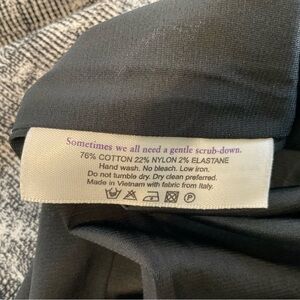 Sometimes we all need a gentle scrub-down.
76% COTTON 22% NYLON 2% ELASTANE
Hand wash. No bleach. Low iron.
Do not tumble dry. Dry clean preferred.
Made in Vietnam with fabric from Italy.
P